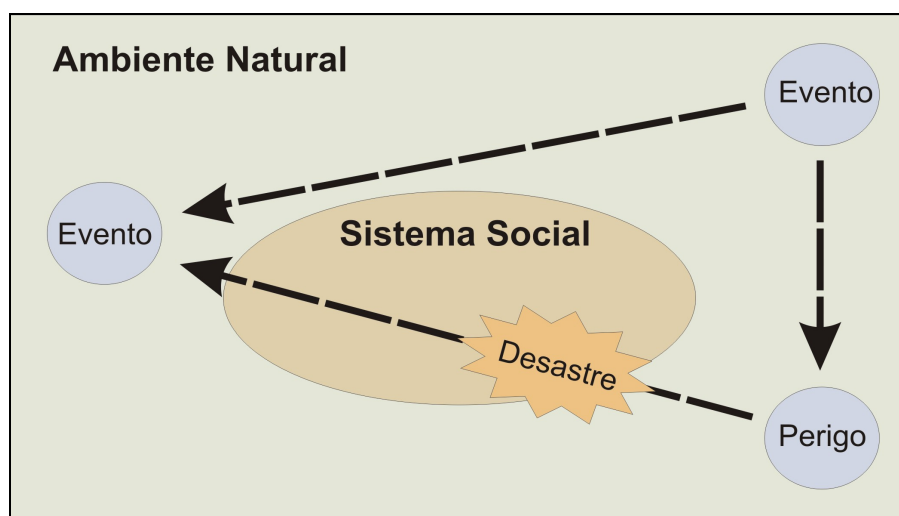 Ambiente Natural
Evento
Evento
Sistema Social
Desastre
Perigo